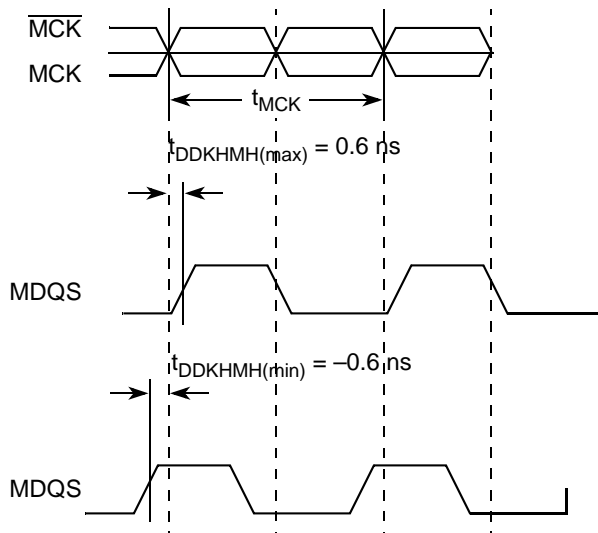 MCK
MCK
tMCK
tDDKHMH(max) = 0.6 ns
MDQS
tDDKHMH(min) = –0.6 ns
MDQS